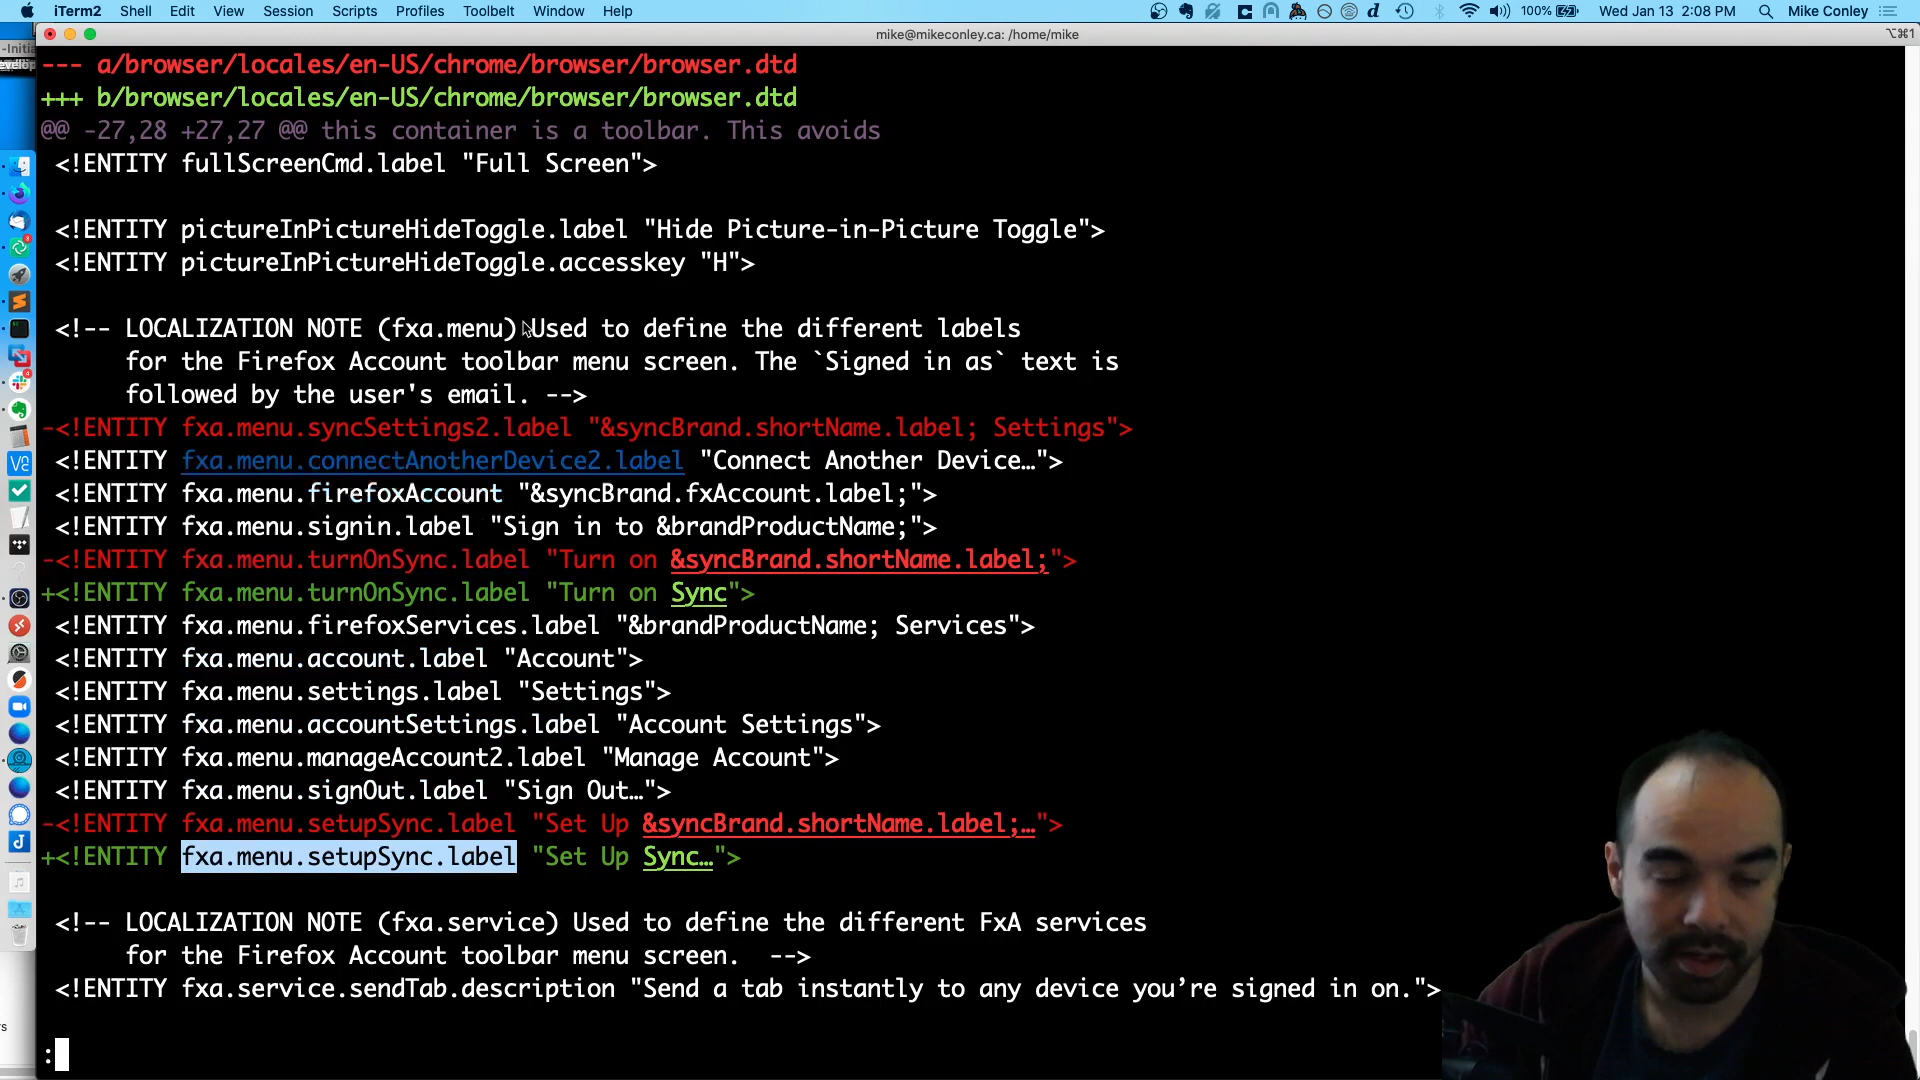 iTerm2 Shell Edit View Session Scripts Profiles Toolbelt Window Help 100% Wed Jan 13 2:08 PM Mike Conley
mike@mikeconley.ca: /home/mike ⌥⌘1
--- a/browser/locales/en-US/chrome/browser/browser.dtd
+++ b/browser/locales/en-US/chrome/browser/browser.dtd
@@ -27,28 +27,27 @@ this container is a toolbar. This avoids
<!ENTITY fullScreenCmd.label "Full Screen">
<!ENTITY pictureInPictureHideToggle.label "Hide Picture-in-Picture Toggle">
<!ENTITY pictureInPictureHideToggle.accesskey "H">
<!-- LOCALIZATION NOTE (fxa.menu) Used to define the different labels
for the Firefox Account toolbar menu screen. The `Signed in as` text is
followed by the user's email. -->
-<!ENTITY fxa.menu.syncSettings2.label "&syncBrand.shortName.label; Settings">
<!ENTITY fxa.menu.connectAnotherDevice2.label "Connect Another Device…">
<!ENTITY fxa.menu.firefoxAccount "&syncBrand.fxAccount.label;">
<!ENTITY fxa.menu.signin.label "Sign in to &brandProductName;">
-<!ENTITY fxa.menu.turnOnSync.label "Turn on &syncBrand.shortName.label;">
+<!ENTITY fxa.menu.turnOnSync.label "Turn on Sync">
<!ENTITY fxa.menu.firefoxServices.label "&brandProductName; Services">
<!ENTITY fxa.menu.account.label "Account">
<!ENTITY fxa.menu.settings.label "Settings">
<!ENTITY fxa.menu.accountSettings.label "Account Settings">
<!ENTITY fxa.menu.manageAccount2.label "Manage Account">
<!ENTITY fxa.menu.signOut.label "Sign Out…">
-<!ENTITY fxa.menu.setupSync.label "Set Up &syncBrand.shortName.label;…">
+<!ENTITY fxa.menu.setupSync.label "Set Up Sync…">
<!-- LOCALIZATION NOTE (fxa.service) Used to define the different FxA services
for the Firefox Account toolbar menu screen.  -->
<!ENTITY fxa.service.sendTab.description "Send a tab instantly to any device you’re signed in on.">
: